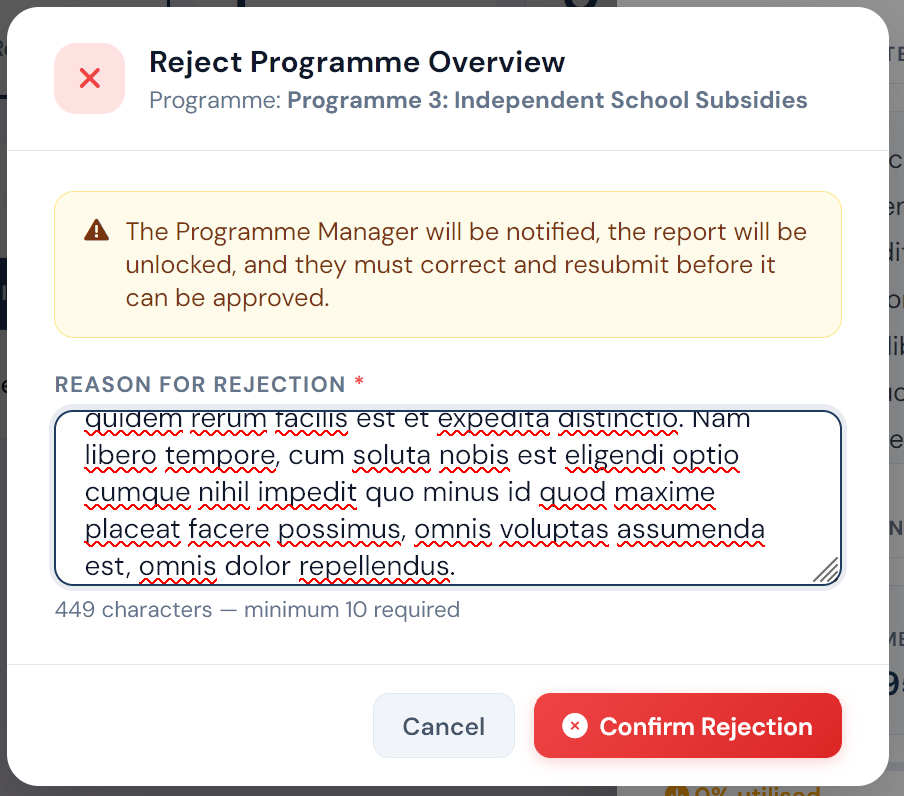 Reject Programme Overview
Programme: Programme 3: Independent School Subsidies
The Programme Manager will be notified, the report will be
unlocked, and they must correct and resubmit before it
can be approved.
REASON FOR REJECTION *
quidem rerum facilis est et expedita distinctio. Nam
libero tempore, cum soluta nobis est eligendi optio
cumque nihil impedit quo minus id quod maxime
placeat facere possimus, omnis voluptas assumenda
est, omnis dolor repellendus.
449 characters — minimum 10 required
Cancel
Confirm Rejection
0% utilised